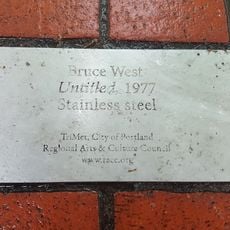 Bruce West
Untitled, 1977
Stainless steel
TriMet, City of Portland
Regional Arts & Culture Council
www.racc.org